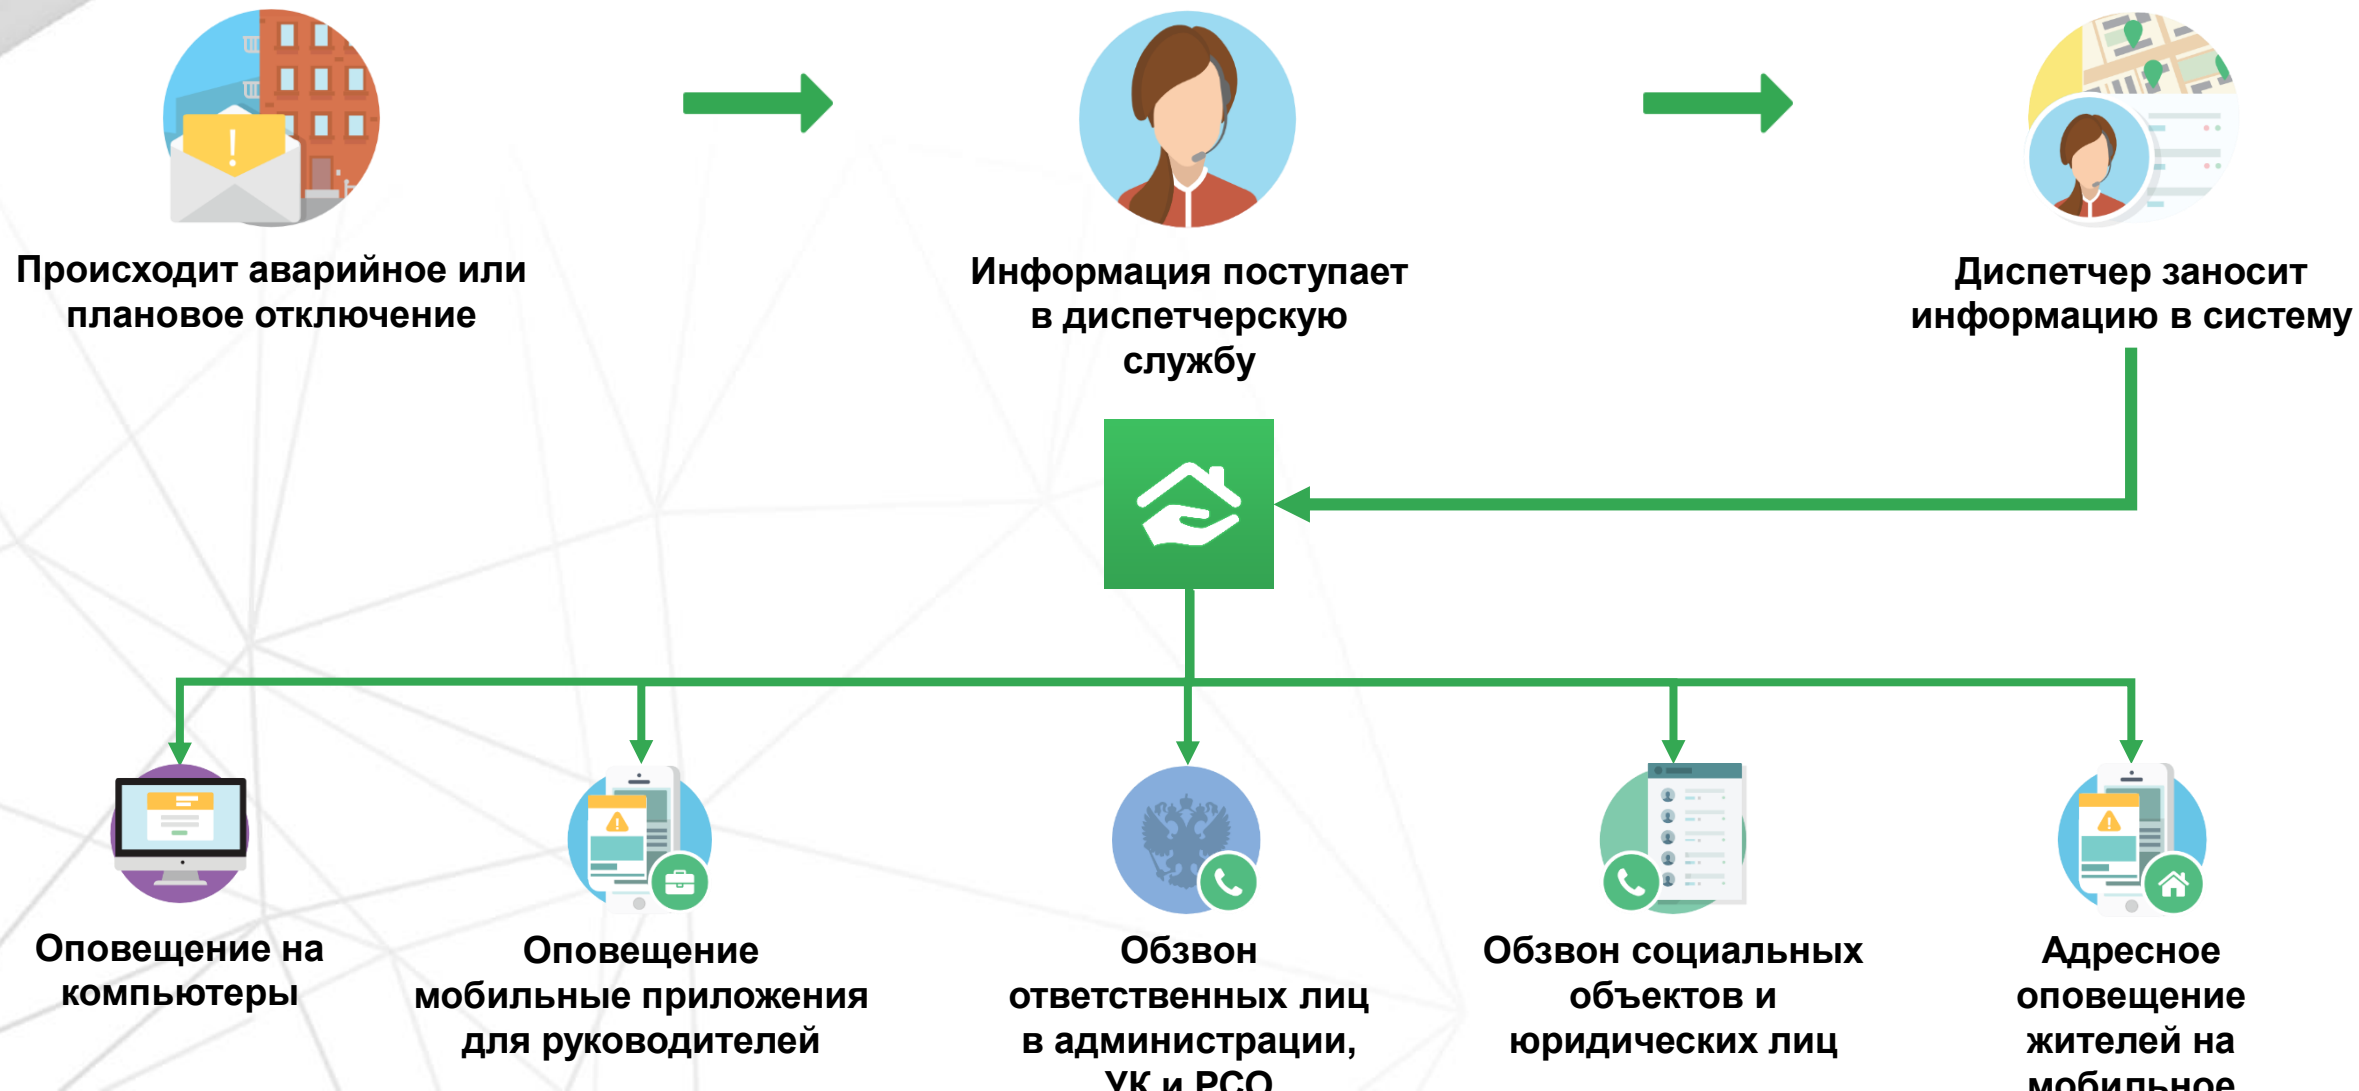 Происходит аварийное или
плановое отключение
Информация поступает
в диспетчерскую
службу
Диспетчер заносит
информацию в систему
Оповещение на
компьютеры
Оповещение
мобильные приложения
для руководителей
Обзвон
ответственных лиц
в администрации,
УК и РСО
Обзвон социальных
объектов и
юридических лиц
Адресное
оповещение
жителей на
мобильное